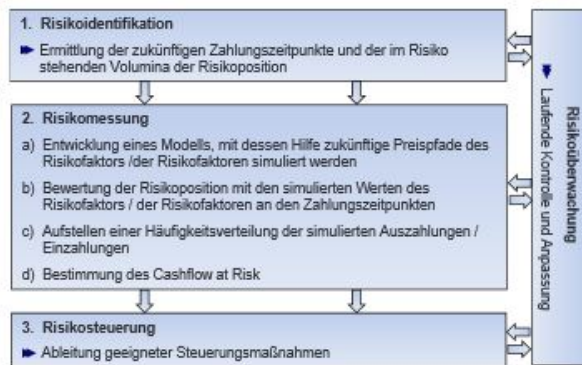 1. Risikoidentifikation
Ermittlung der zukünftigen Zahlungszeitpunkte und der im Risiko
stehenden Volumina der Risikoposition
2. Risikomessung
a) Entwicklung eines Modells, mit dessen Hilfe zukünftige Preispfade des
Risikofaktors /der Risikofaktoren simuliert werden
b) Bewertung der Risikoposition mit den simulierten Werten des
Risikofaktors / der Risikofaktoren an den Zahlungszeitpunkten
c) Aufstellen einer Häufigkeitsverteilung der simulierten Auszahlungen /
Einzahlungen
d) Bestimmung des Cashflow at Risk
3. Risikosteuerung
Ableitung geeigneter Steuerungsmaßnahmen
Risikoüberwachung
Laufende Kontrolle und Anpassung